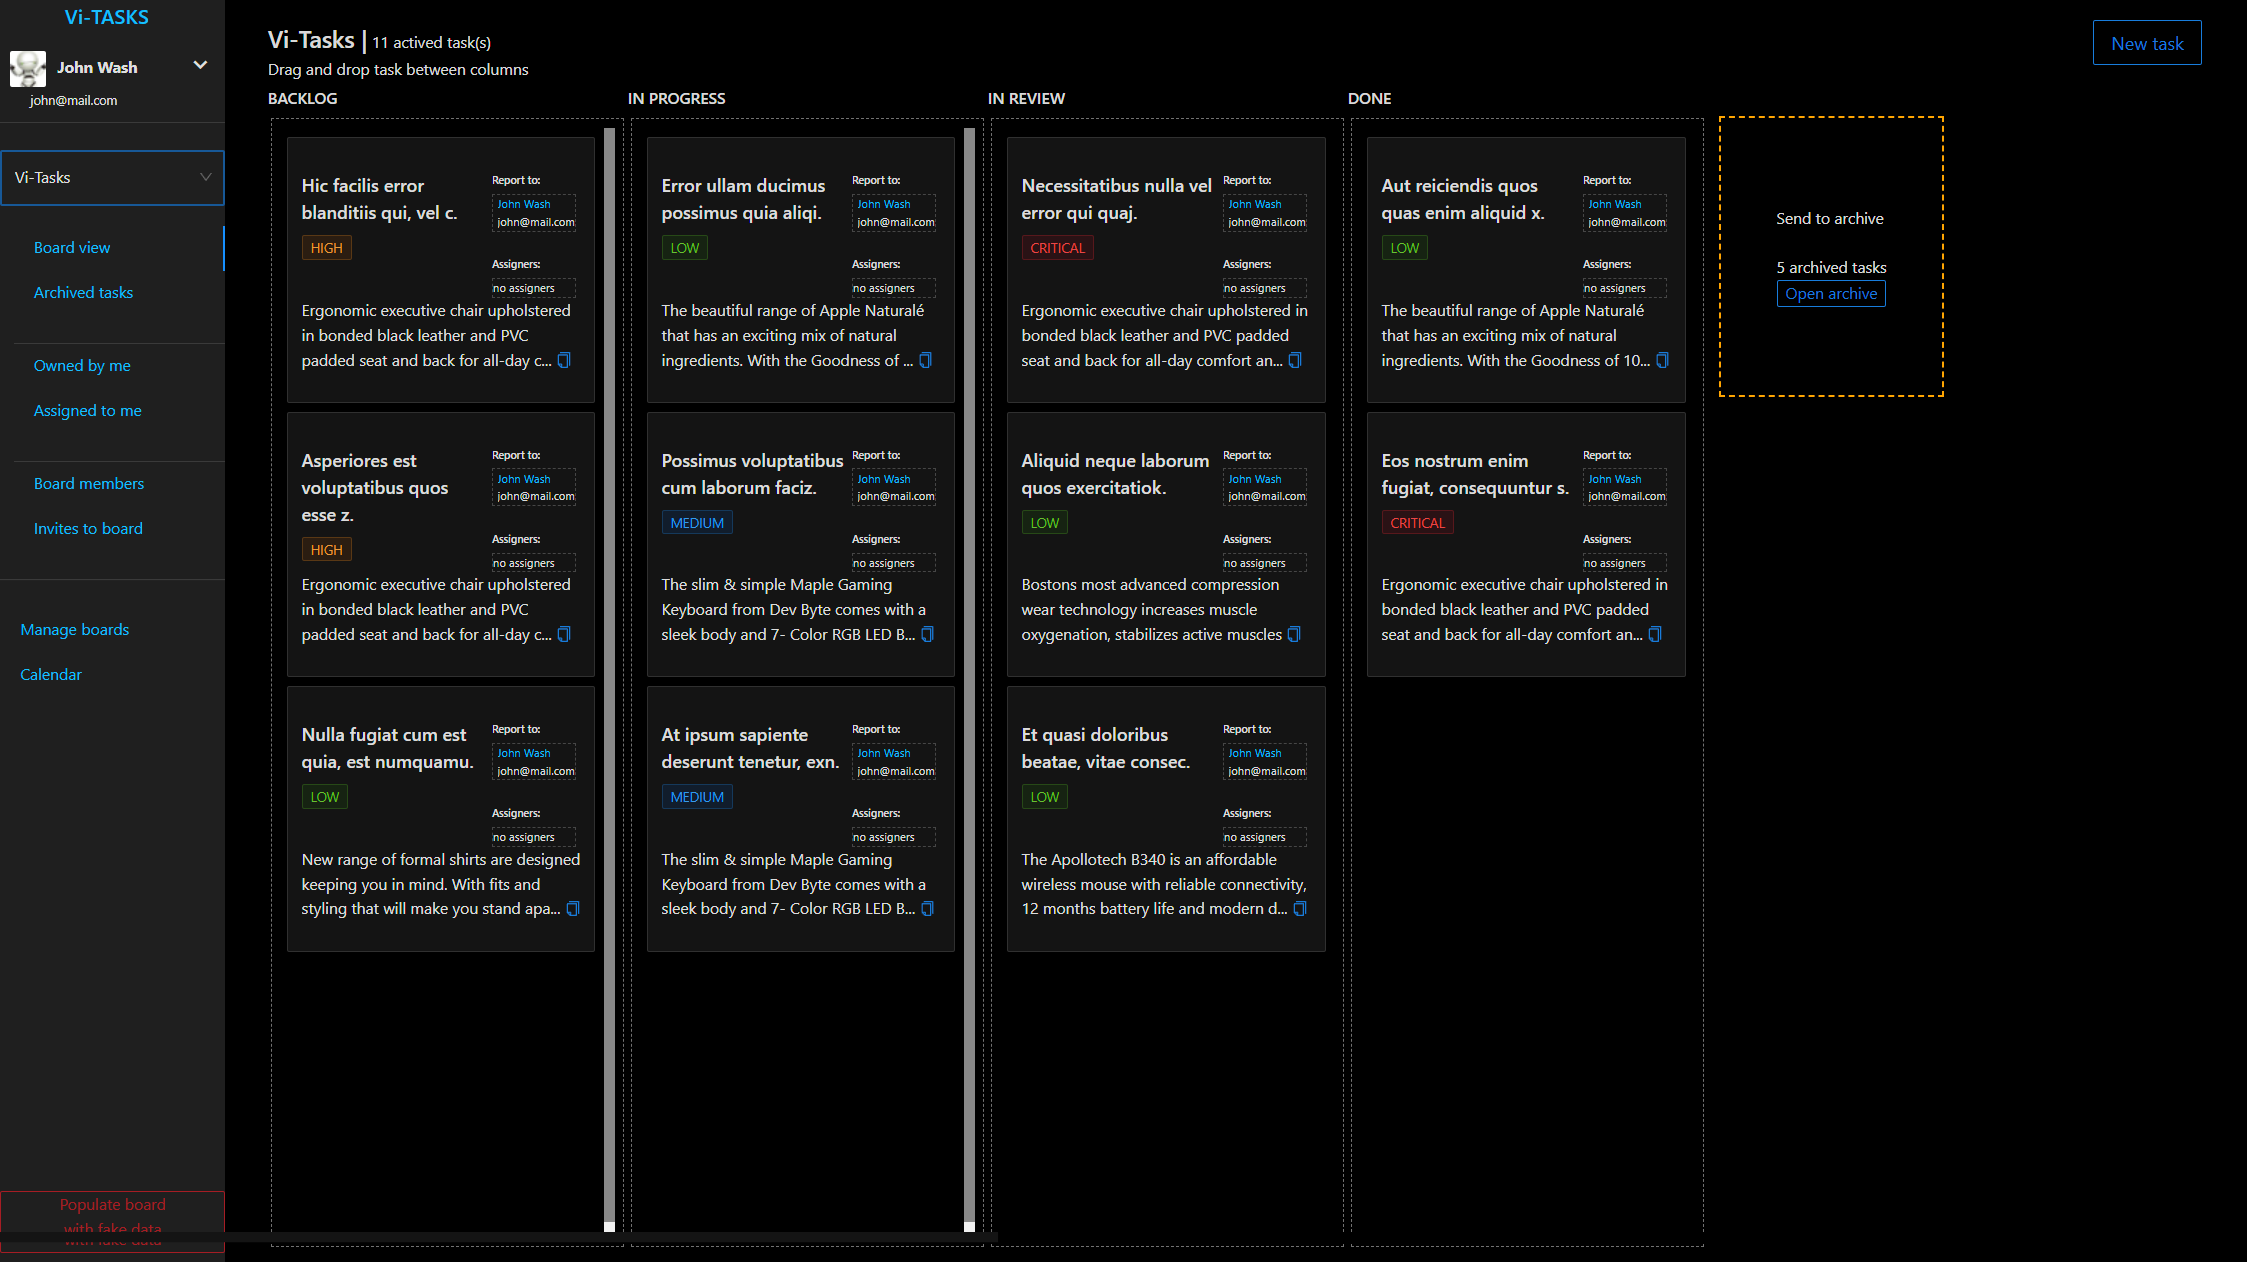 Vi-TASKS
John Wash
john@mail.com
Vi-Tasks
Board view
Archived tasks
Owned by me
Assigned to me
Board members
Invites to board
Manage boards
Calendar
Populate board
with fake data
Vi-Tasks | 11 actived task(s)
Drag and drop task between columns
New task
BACKLOG
Hic facilis error
blanditiis qui, vel c.
HIGH
Report to:
John Wash
john@mail.com
Assigners:
no assigners
Ergonomic executive chair upholstered
in bonded black leather and PVC
padded seat and back for all-day c...
Asperiores est
voluptatibus quos
esse z.
HIGH
Report to:
John Wash
john@mail.com
Assigners:
no assigners
Ergonomic executive chair upholstered
in bonded black leather and PVC
padded seat and back for all-day c...
Nulla fugiat cum est
quia, est numquamu.
LOW
Report to:
John Wash
john@mail.com
Assigners:
no assigners
New range of formal shirts are designed
keeping you in mind. With fits and
styling that will make you stand apa...
IN PROGRESS
Error ullam ducimus
possimus quia aliqi.
LOW
Report to:
John Wash
john@mail.com
Assigners:
no assigners
The beautiful range of Apple Naturalé
that has an exciting mix of natural
ingredients. With the Goodness of ...
Possimus voluptatibus
cum laborum faciz.
MEDIUM
Report to:
John Wash
john@mail.com
Assigners:
no assigners
The slim & simple Maple Gaming
Keyboard from Dev Byte comes with a
sleek body and 7- Color RGB LED B...
At ipsum sapiente
deserunt tenetur, exn.
MEDIUM
Report to:
John Wash
john@mail.com
Assigners:
no assigners
The slim & simple Maple Gaming
Keyboard from Dev Byte comes with a
sleek body and 7- Color RGB LED B...
IN REVIEW
Necessitatibus nulla vel
error qui quaj.
CRITICAL
Report to:
John Wash
john@mail.com
Assigners:
no assigners
Ergonomic executive chair upholstered in
bonded black leather and PVC padded
seat and back for all-day comfort an...
Aliquid neque laborum
quos exercitatiok.
LOW
Report to:
John Wash
john@mail.com
Assigners:
no assigners
Bostons most advanced compression
wear technology increases muscle
oxygenation, stabilizes active muscles
Et quasi doloribus
beatae, vitae consec.
LOW
Report to:
John Wash
john@mail.com
Assigners:
no assigners
The Apollotech B340 is an affordable
wireless mouse with reliable connectivity,
12 months battery life and modern d...
DONE
Aut reiciendis quos
quas enim aliquid x.
LOW
Report to:
John Wash
john@mail.com
Assigners:
no assigners
The beautiful range of Apple Naturalé
that has an exciting mix of natural
ingredients. With the Goodness of 10...
Eos nostrum enim
fugiat, consequuntur s.
CRITICAL
Report to:
John Wash
john@mail.com
Assigners:
no assigners
Ergonomic executive chair upholstered in
bonded black leather and PVC padded
seat and back for all-day comfort an...
Send to archive
5 archived tasks
Open archive